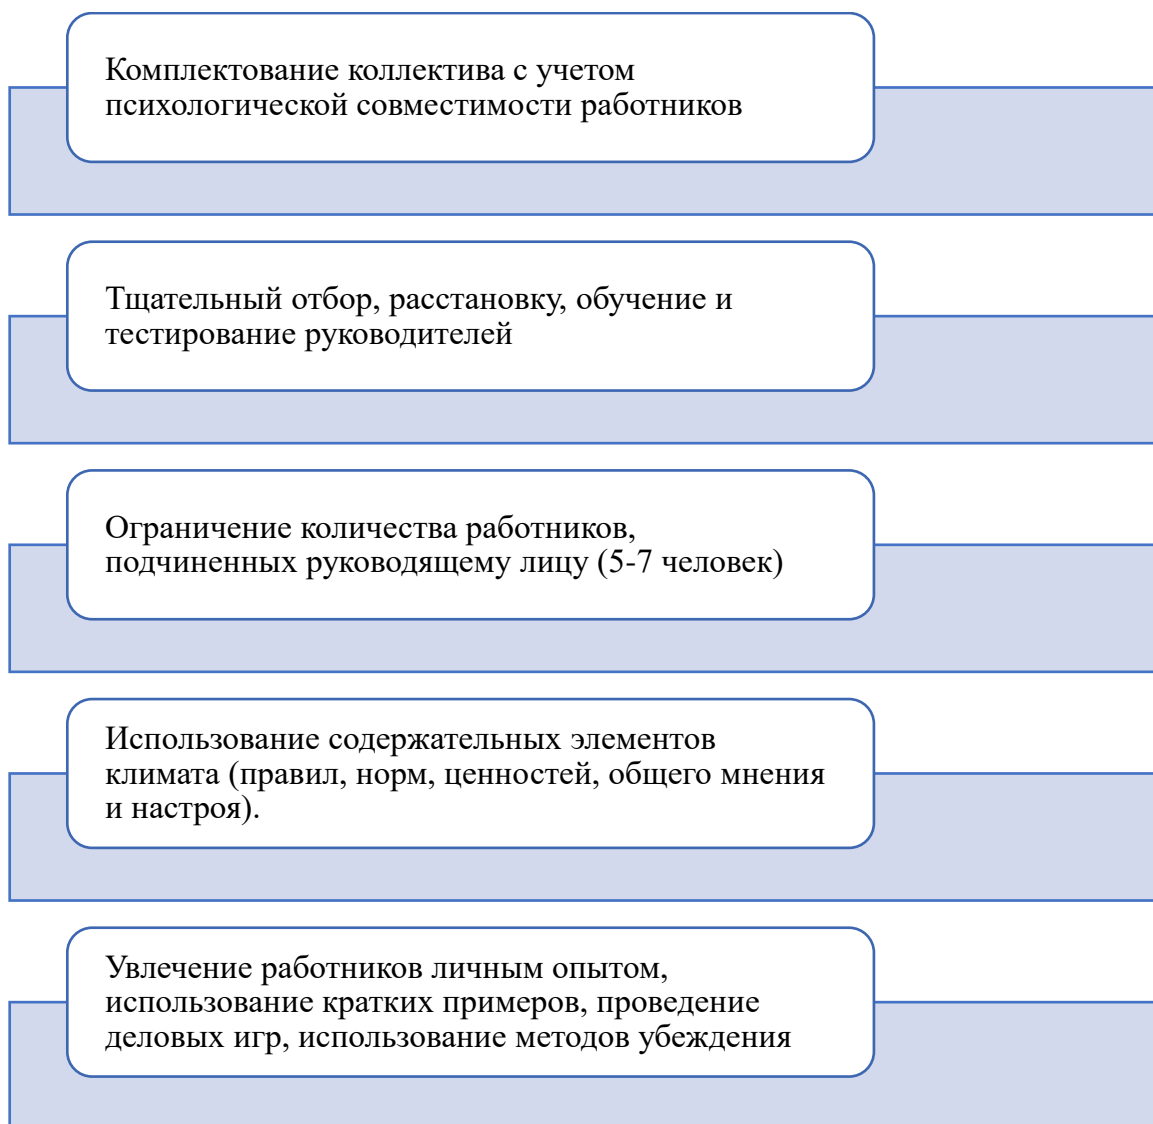 Комплектование коллектива с учетом
психологической совместимости работников
Тщательный отбор, расстановку, обучение и
тестирование руководителей
Ограничение количества работников,
подчиненных руководящему лицу (5-7 человек)
Использование содержательных элементов
климата (правил, норм, ценностей, общего мнения
и настроя).
Увлечение работников личным опытом,
использование кратких примеров, проведение
деловых игр, использование методов убеждения